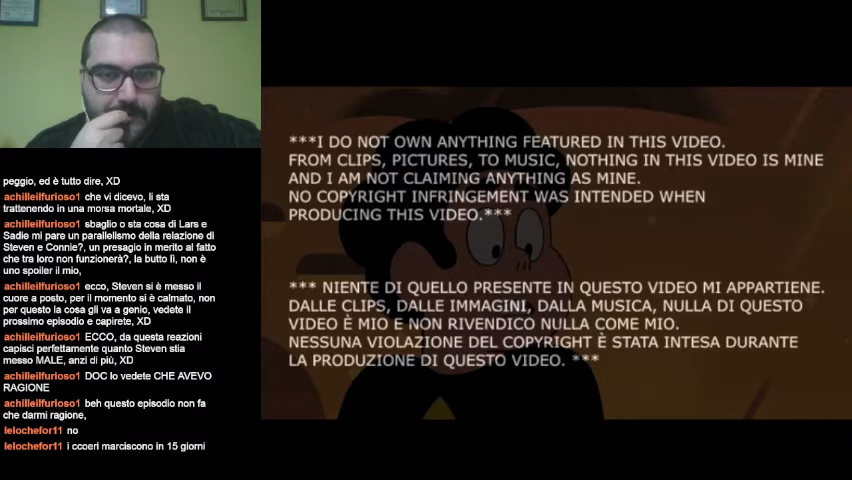 peggio, ed è tutto dire, XD
achilleilfurioso1 che vi dicevo, li sta
trattenendo in una morsa mortale, XD
achilleilfurioso1 sbaglio o sta cosa di Lars e
Sadie mi pare un parallelismo della relazione di
Steven e Connie?, un presagio in merito al fatto
che tra loro non funzionerà?, la butto lì, non è
uno spoiler il mio,
achilleilfurioso1 ecco, Steven si è messo il
cuore a posto, per il momento si è calmato, non
per questo la cosa gli va a genio, vedete il
prossimo episodio e capirete, XD
achilleilfurioso1 ECCO, da questa reazioni
capisci perfettamente quanto Steven stia
messo MALE, anzi di più, XD
achilleilfurioso1 DOC lo vedete CHE AVEVO
RAGIONE
achilleilfurioso1 beh questo episodio non fa
che darmi ragione,
lelochefor11 no
lelochefor11 i ccoeri marciscono in 15 giorni
***I DO NOT OWN ANYTHING FEATURED IN THIS VIDEO.
FROM CLIPS, PICTURES, TO MUSIC, NOTHING IN THIS VIDEO IS MINE
AND I AM NOT CLAIMING ANYTHING AS MINE.
NO COPYRIGHT INFRINGEMENT WAS INTENDED WHEN
PRODUCING THIS VIDEO.***
*** NIENTE DI QUELLO PRESENTE IN QUESTO VIDEO MI APPARTIENE.
DALLE CLIPS, DALLE IMMAGINI, DALLA MUSICA, NULLA DI QUESTO
VIDEO È MIO E NON RIVENDICO NULLA COME MIO.
NESSUNA VIOLAZIONE DEL COPYRIGHT È STATA INTESA DURANTE
LA PRODUZIONE DI QUESTO VIDEO. ***